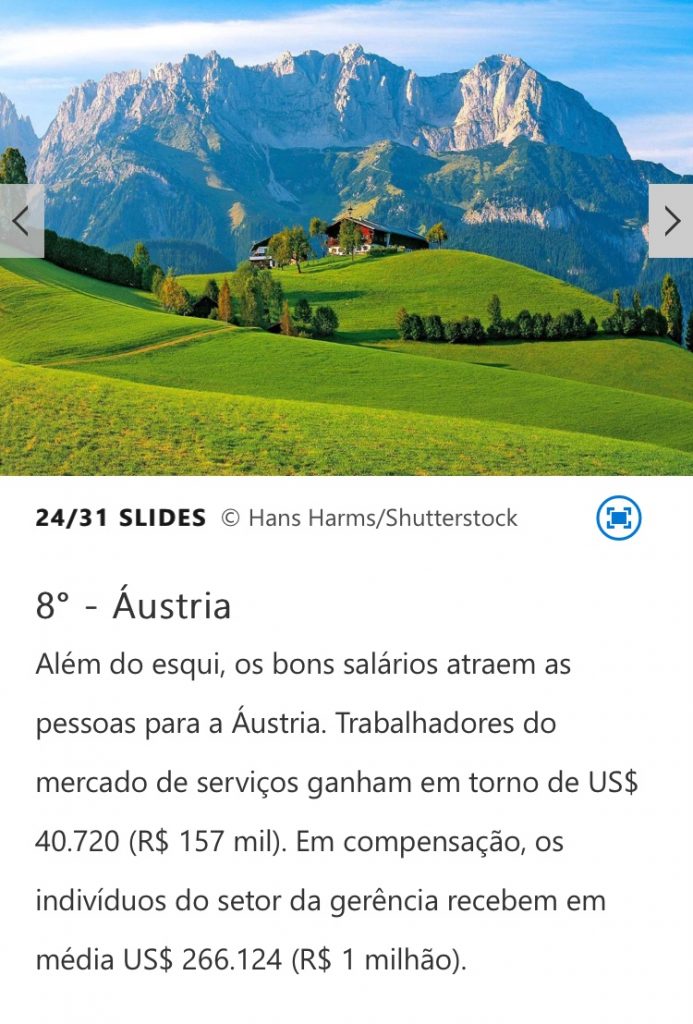 24/31 SLIDES © Hans Harms/Shutterstock
8° - Áustria
Além do esqui, os bons salários atraem as
pessoas para a Áustria. Trabalhadores do
mercado de serviços ganham em torno de US$
40.720 (R$ 157 mil). Em compensação, os
indivíduos do setor da gerência recebem em
média US$ 266.124 (R$ 1 milhão).